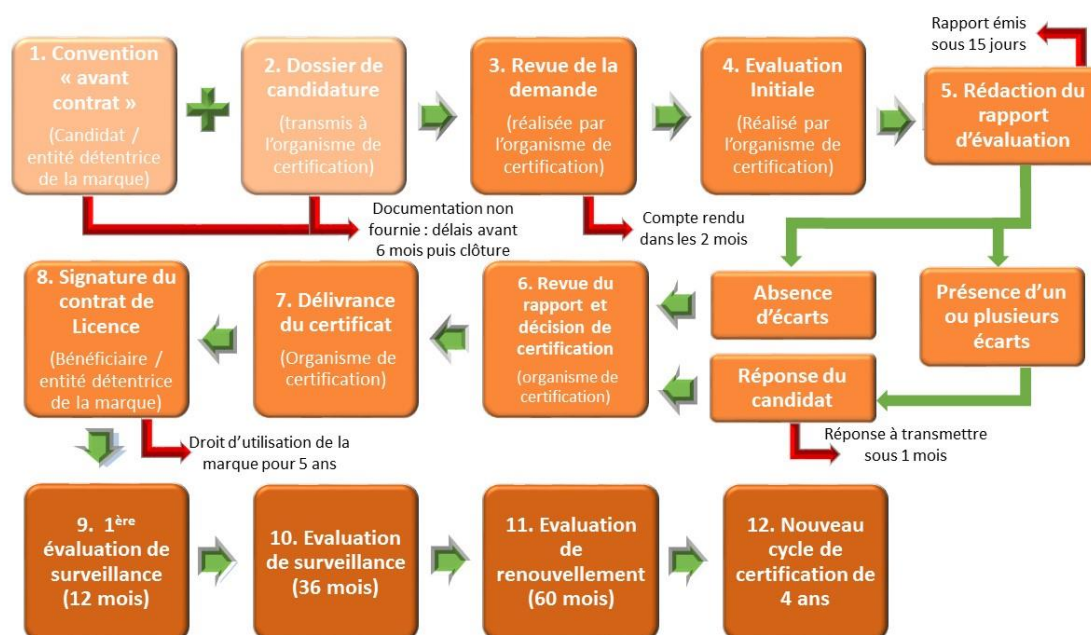 1. Convention
« avant
contrat »
(Candidat /
entité détentrice
de la marque)
2. Dossier de
candidature
(transmis à
l'organisme de
certification)
3. Revue de la
demande
(réalisée par
l'organisme de
certification)
4. Evaluation
Initiale
(Réalisé par
l'organisme de
certification)
Rapport émis
sous 15 jours
5. Rédaction du
rapport
d'évaluation
Documentation non
fournie : délais avant
6 mois puis clôture
Compte rendu
dans les 2 mois
8. Signature du
contrat de
Licence
(Bénéficiaire /
entité détentrice
de la marque)
7. Délivrance
du certificat
(Organisme de
certification)
6. Revue du
rapport et
décision de
certification
(organisme de
certification)
Absence
d'écarts
Présence d'un
ou plusieurs
écarts
Réponse du
candidat
Droit d'utilisation de la
marque pour 5 ans
Réponse à transmettre
sous 1 mois
9. 1ère
évaluation de
surveillance
(12 mois)
10. Evaluation
de surveillance
(36 mois)
11. Evaluation
de
renouvellement
(60 mois)
12. Nouveau
cycle de
certification de
4 ans